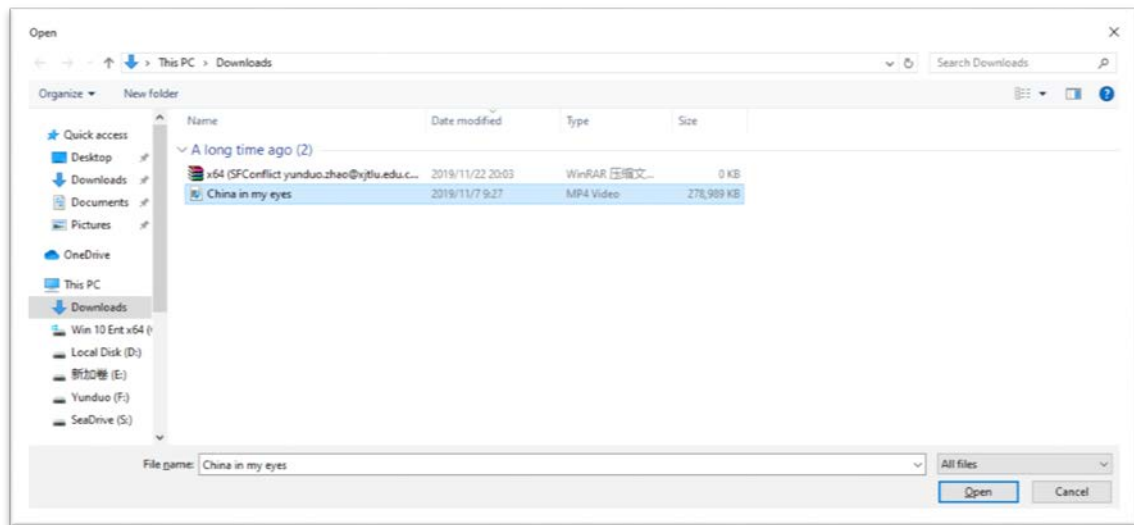 Open
This PC > Downloads
Search Downloads
Organize
New folder
Name Date modified Type Size
Quick access
Desktop
Downloads
Documents
Pictures
OneDrive
This PC
Downloads
Win 10 Ent x64 (
Local Disk (D:)
新加卷 (E:)
Yunduo (F:)
SeaDrive (S:)
A long time ago (2)
x64 (SFConflict yunduo.zhao@xjtlu.edu.c... 2019/11/22 20:03 WinRAR 压缩文... 0 KB
China in my eyes 2019/11/7 9:27 MP4 Video 278,989 KB
File name: China in my eyes
All files
Open Cancel